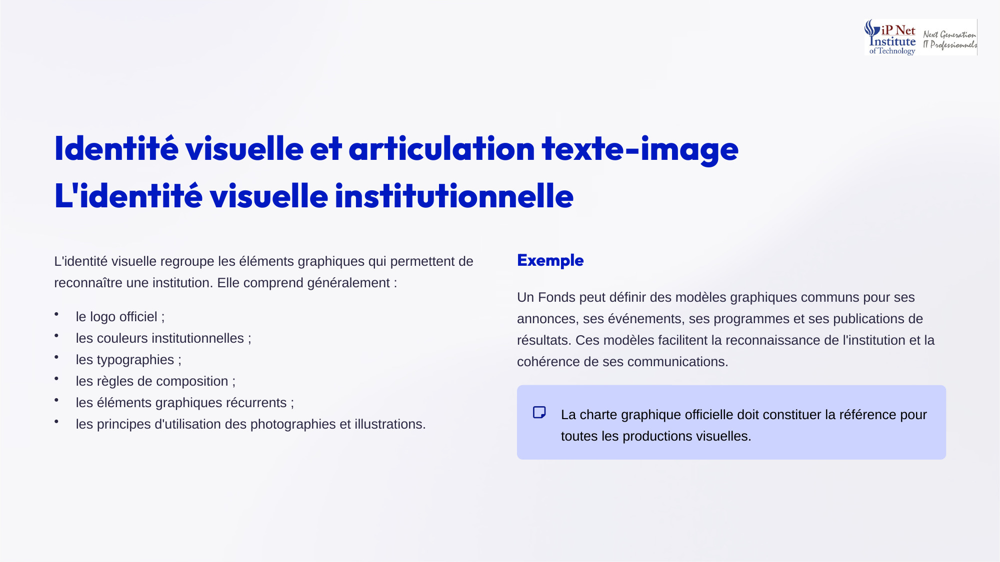 iP Net
Institute
of Technology
Next Generation
IT Professionnels
Identité visuelle et articulation texte-image
L'identité visuelle institutionnelle
L'identité visuelle regroupe les éléments graphiques qui permettent de
reconnaître une institution. Elle comprend généralement :
• le logo officiel ;
• les couleurs institutionnelles ;
• les typographies ;
• les règles de composition ;
• les éléments graphiques récurrents ;
• les principes d'utilisation des photographies et illustrations.
Exemple
Un Fonds peut définir des modèles graphiques communs pour ses
annonces, ses événements, ses programmes et ses publications de
résultats. Ces modèles facilitent la reconnaissance de l'institution et la
cohérence de ses communications.
La charte graphique officielle doit constituer la référence pour
toutes les productions visuelles.